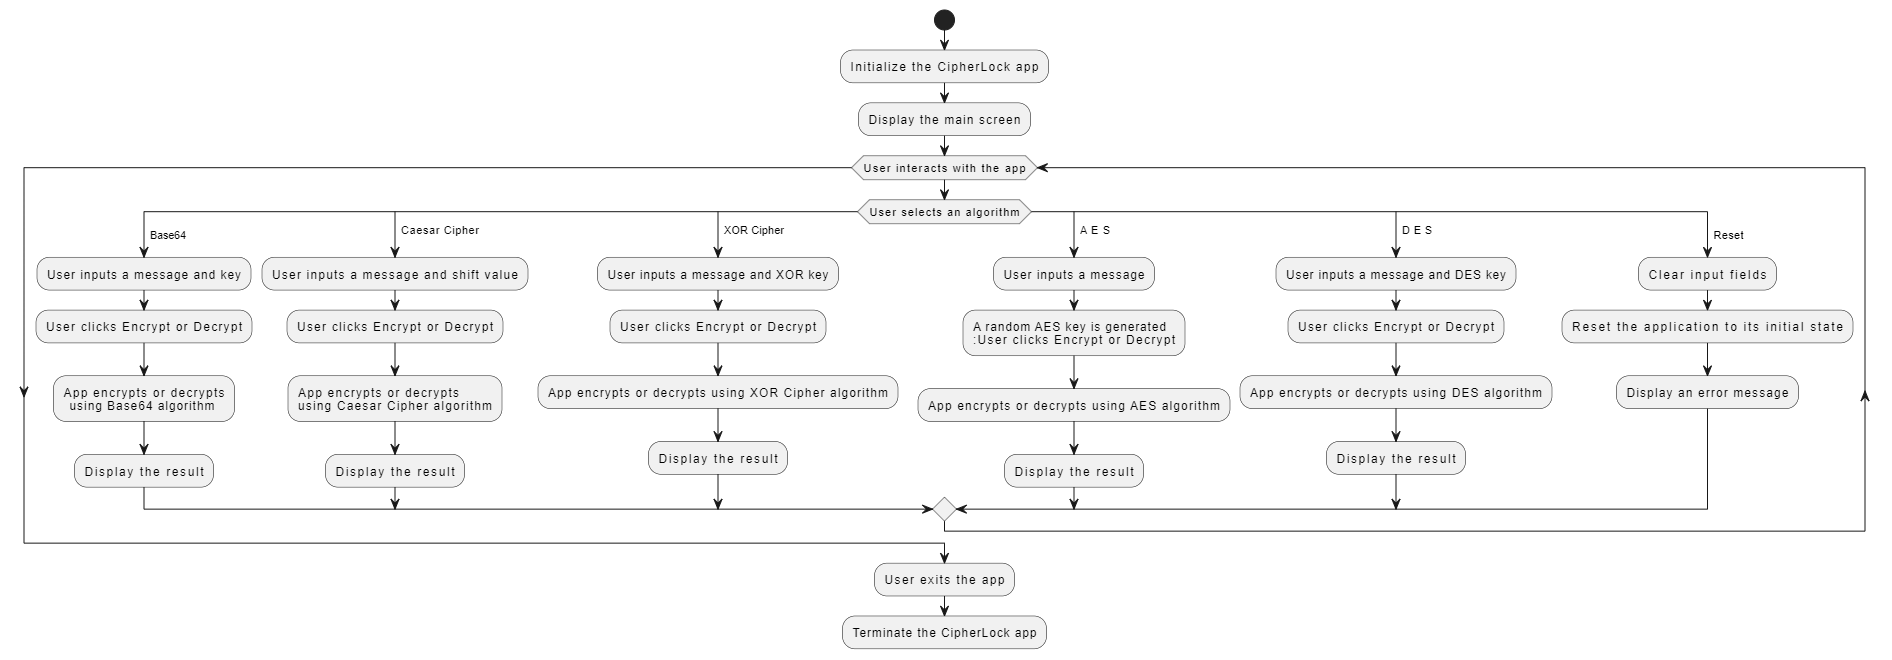 Initialize the CipherLock app
Display the main screen
User interacts with the app
User selects an algorithm
Base64
User inputs a message and key
User clicks Encrypt or Decrypt
App encrypts or decrypts
using Base64 algorithm
Display the result
Caesar Cipher
User inputs a message and shift value
User clicks Encrypt or Decrypt
App encrypts or decrypts
using Caesar Cipher algorithm
Display the result
XOR Cipher
User inputs a message and XOR key
User clicks Encrypt or Decrypt
App encrypts or decrypts using XOR Cipher algorithm
Display the result
A E S
User inputs a message
A random AES key is generated
:User clicks Encrypt or Decrypt
App encrypts or decrypts using AES algorithm
Display the result
D E S
User inputs a message and DES key
User clicks Encrypt or Decrypt
App encrypts or decrypts using DES algorithm
Display the result
Reset
Clear input fields
Reset the application to its initial state
Display an error message
User exits the app
Terminate the CipherLock app